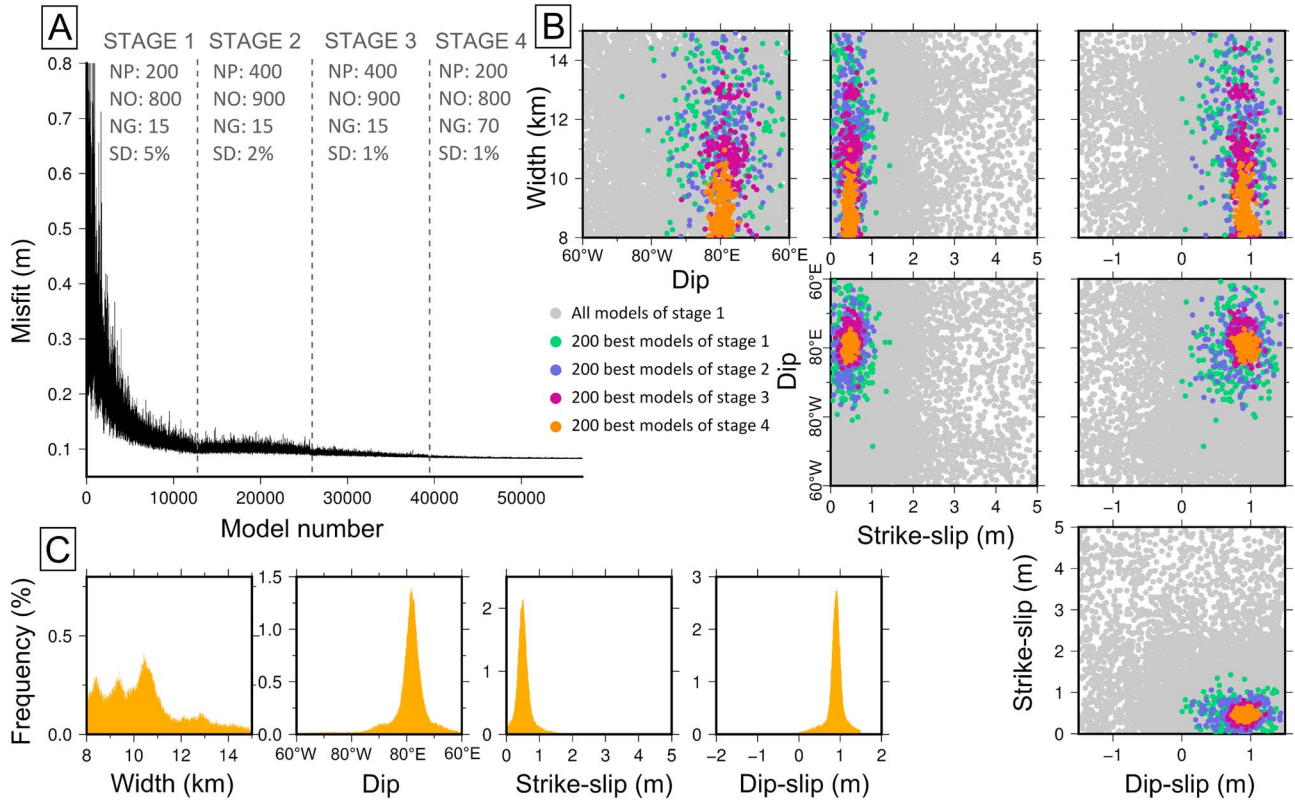 A
STAGE 1 STAGE 2 STAGE 3 STAGE 4
NP: 200 NP: 400 NP: 400 NP: 200
NO: 800 NO: 900 NO: 900 NO: 800
NG: 15 NG: 15 NG: 15 NG: 70
SD: 5% SD: 2% SD: 1% SD: 1%
0.8
0.7
0.6
0.5
0.4
0.3
0.2
0.1
Misfit (m)
0 10000 20000 30000 40000 50000
Model number
B
14
12
10
8
Width (km)
60°W 80°W 80°E 60°E
Dip
0 1 2 3 4 5
−1 0 1
All models of stage 1
200 best models of stage 1
200 best models of stage 2
200 best models of stage 3
200 best models of stage 4
60°E
80°E
80°W
60°W
Dip
0 1 2 3 4 5
Strike-slip (m)
−1 0 1
5
4
3
2
1
0
Strike-slip (m)
−1 0 1
Dip-slip (m)
C
Frequency (%)
0.5
0.0
8 10 12 14
Width (km)
1.5
1.0
0.5
0.0
60°W 80°W 80°E 60°E
Dip
2
1
0
0 1 2 3 4 5
Strike-slip (m)
3
2
1
0
−2 −1 0 1 2
Dip-slip (m)